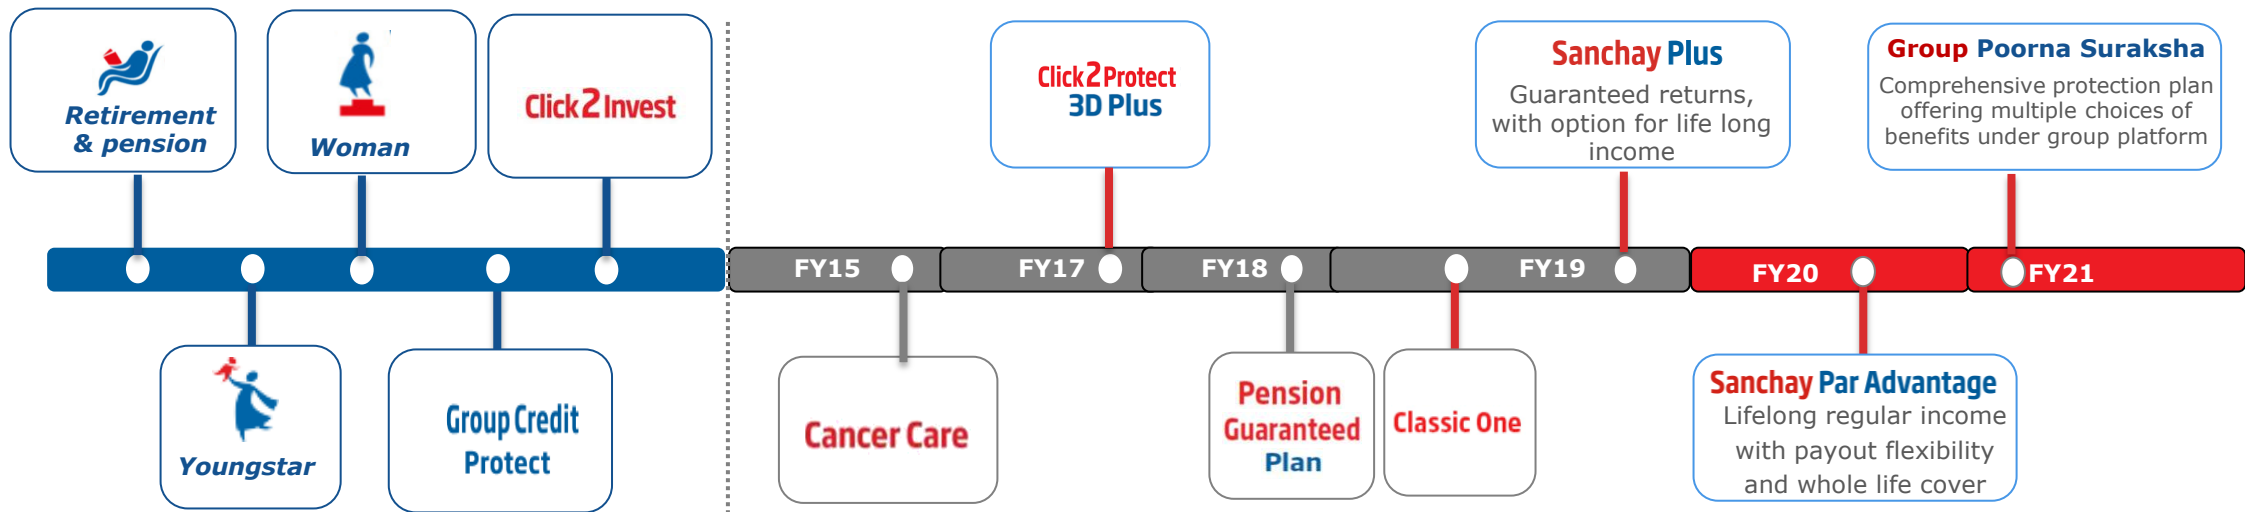 Retirement
& pension
Woman
Click2Invest
Click2Protect
3D Plus
Sanchay Plus
Guaranteed returns,
with option for life long
income
Group Poorna Suraksha
Comprehensive protection plan
offering multiple choices of
benefits under group platform
FY15
FY17
FY18
FY19
FY20
FY21
Youngstar
Group Credit
Protect
Cancer Care
Pension
Guaranteed
Plan
Classic One
Sanchay Par Advantage
Lifelong regular income
with payout flexibility
and whole life cover